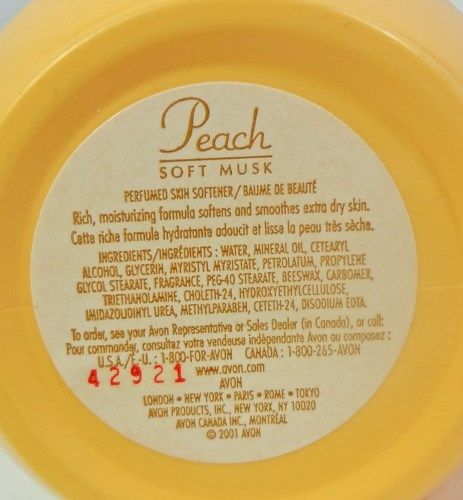 Peach
SOFT MUSK
PERFUMED SKIN SOFTENER/BAUME DE BEAUTÉ
Rich, moisturizing formula softens and smoothes extra dry skin.
Cette riche formule hydratante adoucit et lisse la peau très sèche.
INGREDIENTS/INGRÉDIENTS: WATER, MINERAL OIL, CETEARYL
ALCOHOL, GLYCERIN, MYRISTYL MYRISTATE, PETROLATUM, PROPYLENE
GLYCOL STEARATE, FRAGRANCE, PEG-40 STEARATE, BEESWAX, CARBOMER,
TRIETHANOLAMINE, CHOLETH-24, HYDROXYETHYLCELLULOSE,
IMIDAZOLIDINYL UREA, METHYLPARABEN, CETETH-24, DISODIUM EDTA.
To order, see your Avon Representative or Sales Dealer (in Canada), or call:
Pour commander, consultez votre vendeuse indépendante Avon ou composez :
U.S.A./É.-U. : 1-800-FOR-AVON CANADA : 1-800-265-AVON
42921 www.avon.com
AVON
LONDON • NEW YORK • PARIS • ROME • TOKYO
AVON PRODUCTS, INC., NEW YORK, NY 10020
AVON CANADA INC., MONTRÉAL
© 2001 AVON